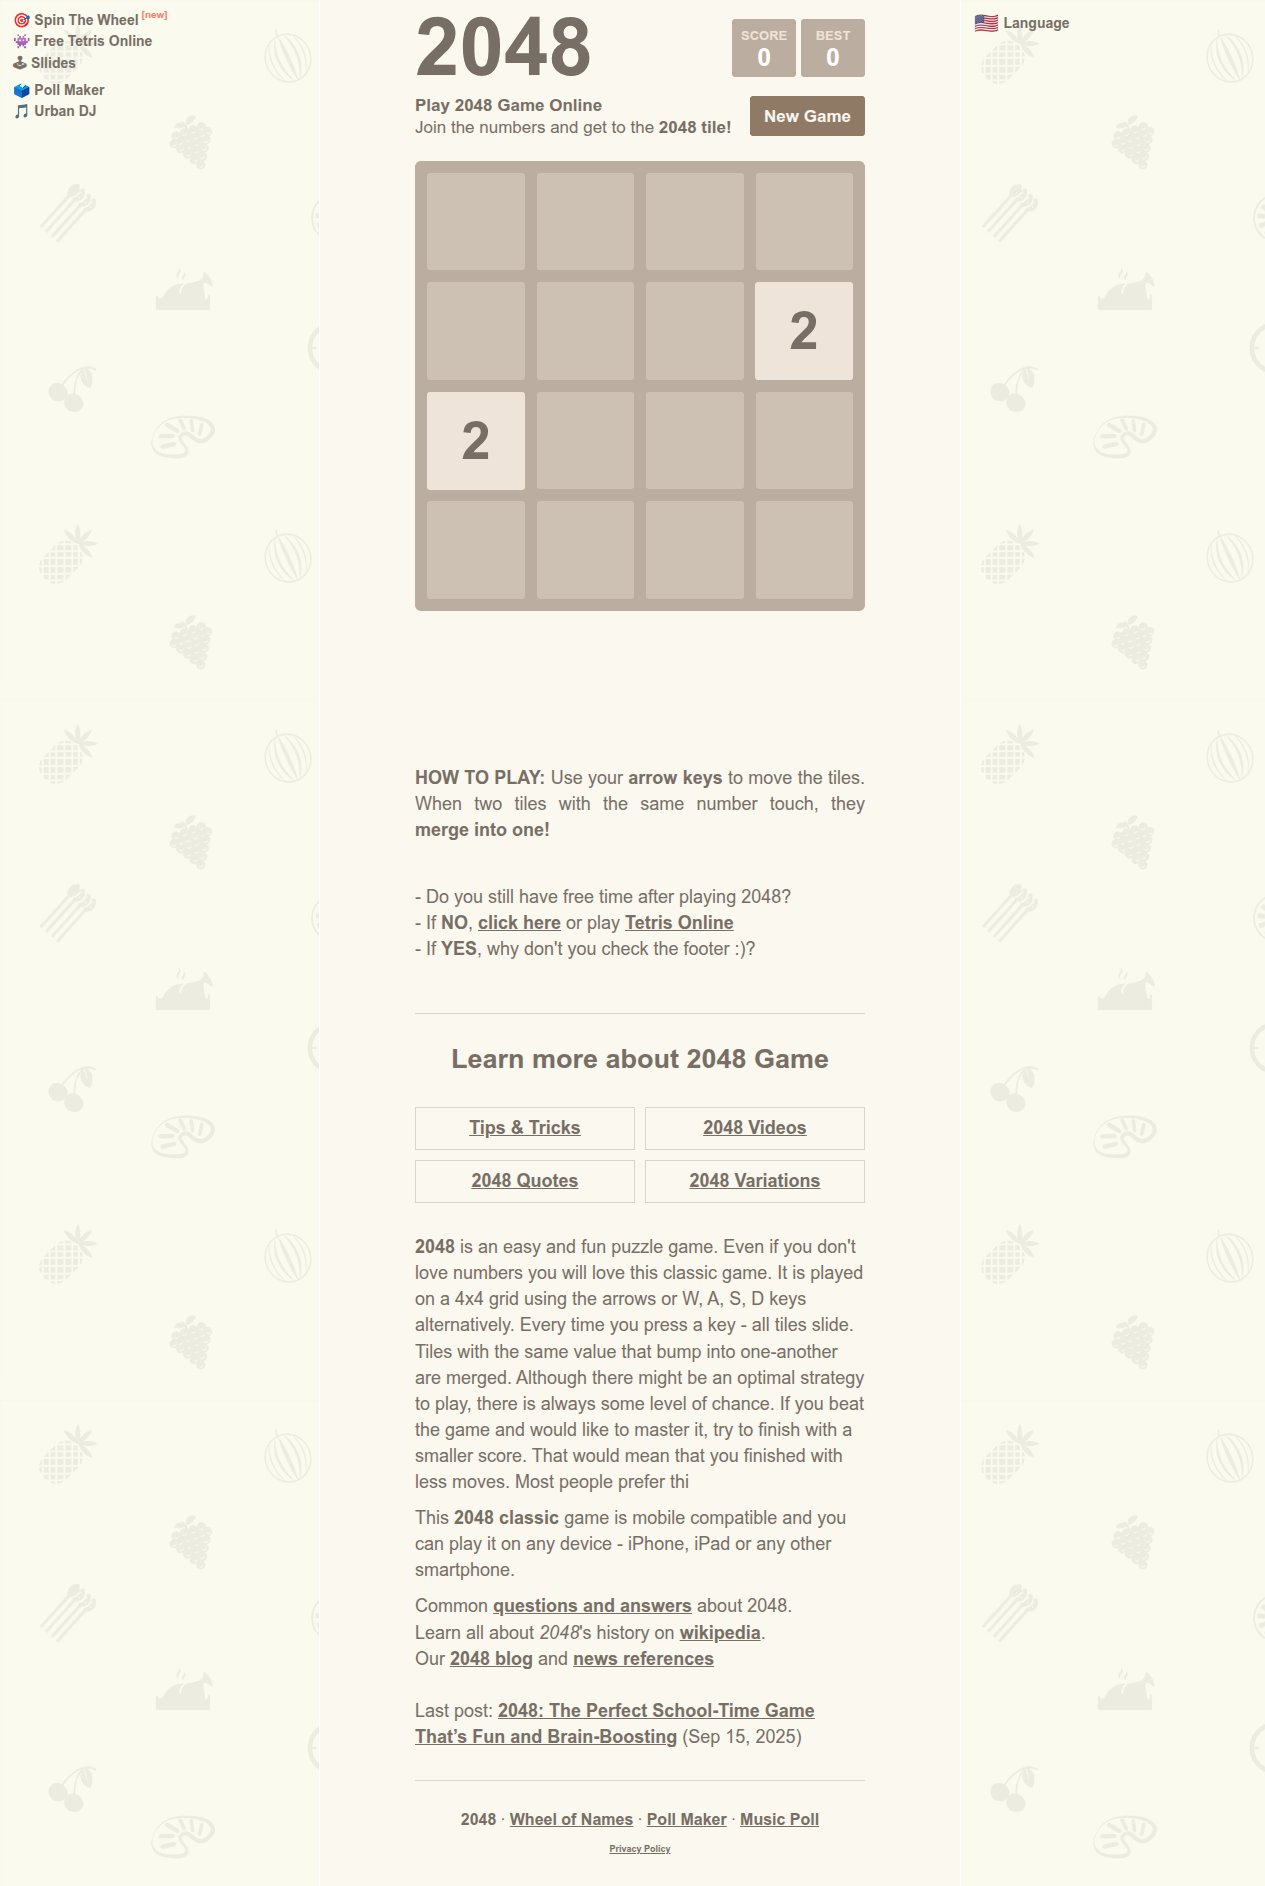 🎯 Spin The Wheel [new]
👾 Free Tetris Online
🕹 Sllides
🗳 Poll Maker
🎵 Urban DJ
2048
SCORE
0
BEST
0
🇺🇸 Language
Play 2048 Game Online
Join the numbers and get to the 2048 tile!
New Game
2
2
HOW TO PLAY: Use your arrow keys to move the tiles.
When two tiles with the same number touch, they
merge into one!
- Do you still have free time after playing 2048?
- If NO, click here or play Tetris Online
- If YES, why don't you check the footer :)?
Learn more about 2048 Game
Tips & Tricks
2048 Videos
2048 Quotes
2048 Variations
2048 is an easy and fun puzzle game. Even if you don't
love numbers you will love this classic game. It is played
on a 4x4 grid using the arrows or W, A, S, D keys
alternatively. Every time you press a key - all tiles slide.
Tiles with the same value that bump into one-another
are merged. Although there might be an optimal strategy
to play, there is always some level of chance. If you beat
the game and would like to master it, try to finish with a
smaller score. That would mean that you finished with
less moves. Most people prefer thi
This 2048 classic game is mobile compatible and you
can play it on any device - iPhone, iPad or any other
smartphone.
Common questions and answers about 2048.
Learn all about 2048's history on wikipedia.
Our 2048 blog and news references
Last post: 2048: The Perfect School-Time Game
That’s Fun and Brain-Boosting (Sep 15, 2025)
2048 · Wheel of Names · Poll Maker · Music Poll
Privacy Policy